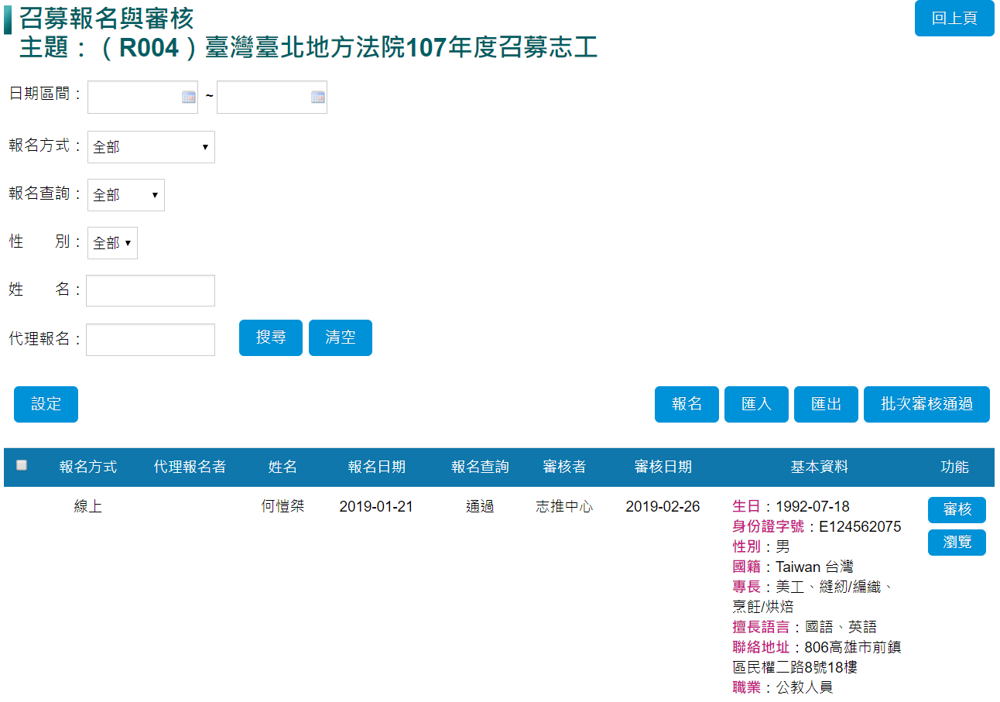 召募報名與審核
回上頁
主題：（R004）臺灣臺北地方法院107年度召募志工
日期區間： ~
報名方式： 全部
報名查詢： 全部
性 別： 全部
姓 名：
代理報名： 搜尋 清空
設定 報名 匯入 匯出 批次審核通過
報名方式 代理報名者 姓名 報名日期 報名查詢 審核者 審核日期 基本資料 功能
線上 何愷桀 2019-01-21 通過 志推中心 2019-02-26 生日：1992-07-18 審核
身份證字號：E124562075
性別：男 瀏覽
國籍：Taiwan 台灣
專長：美工、縫紉/編織、
烹飪/烘焙
擅長語言：國語、英語
聯絡地址：806高雄市前鎮
區民權二路8號18樓
職業：公教人員